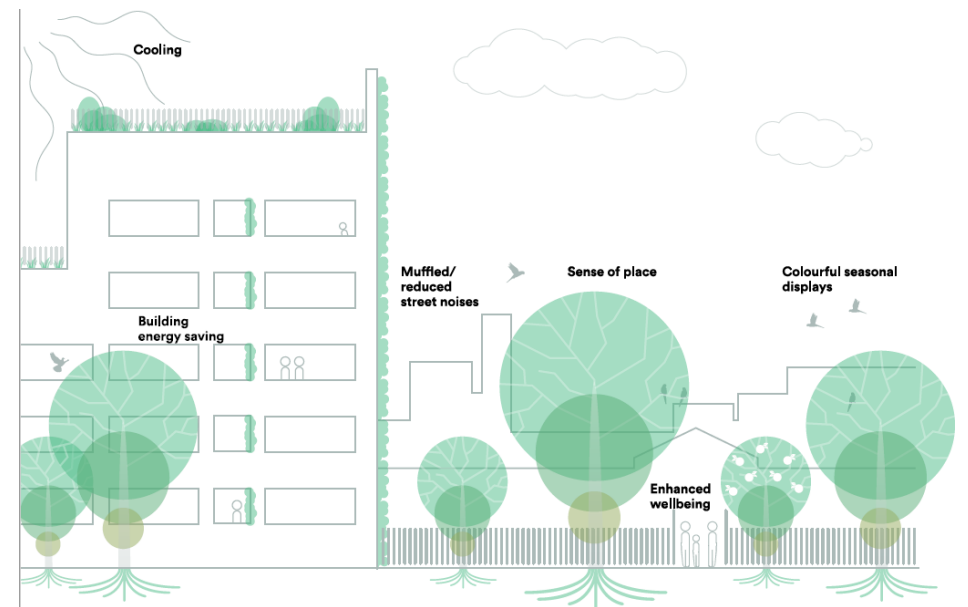 Cooling
Muffled/
reduced
street noises
Sense of place
Colourful seasonal
displays
Building
energy saving
Enhanced
wellbeing